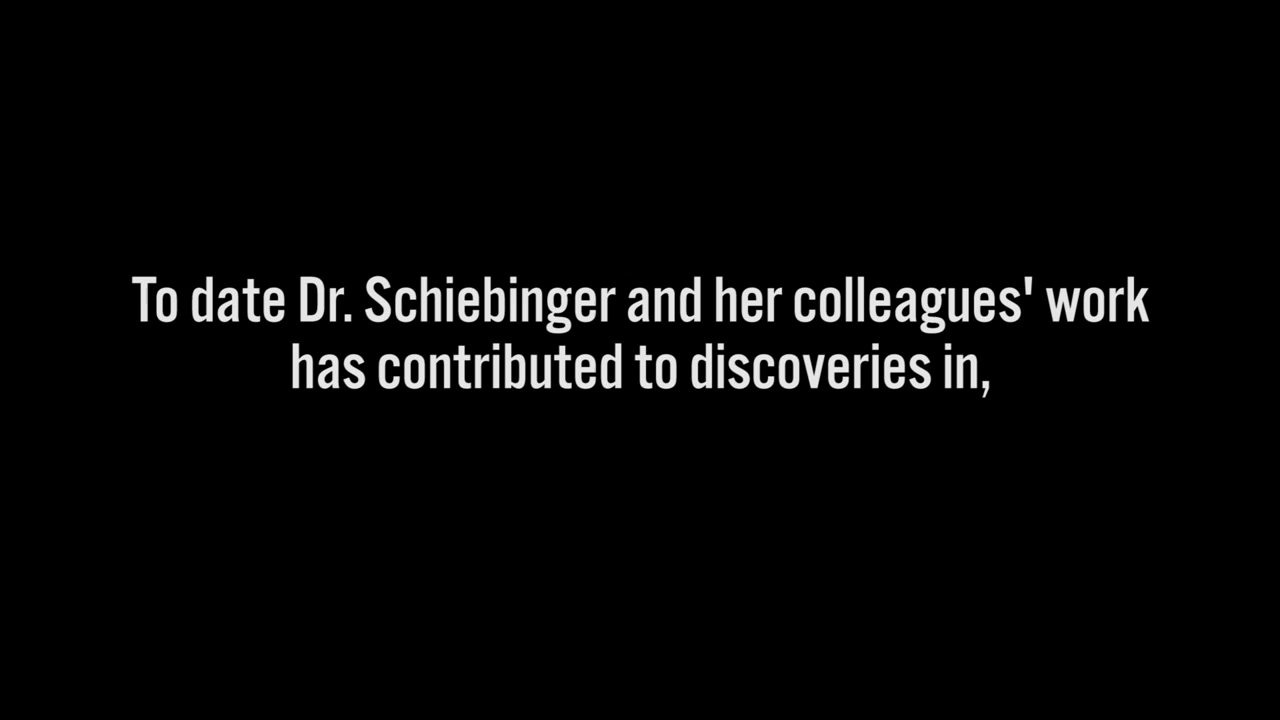 To date Dr. Schiebinger and her colleagues' work
has contributed to discoveries in,